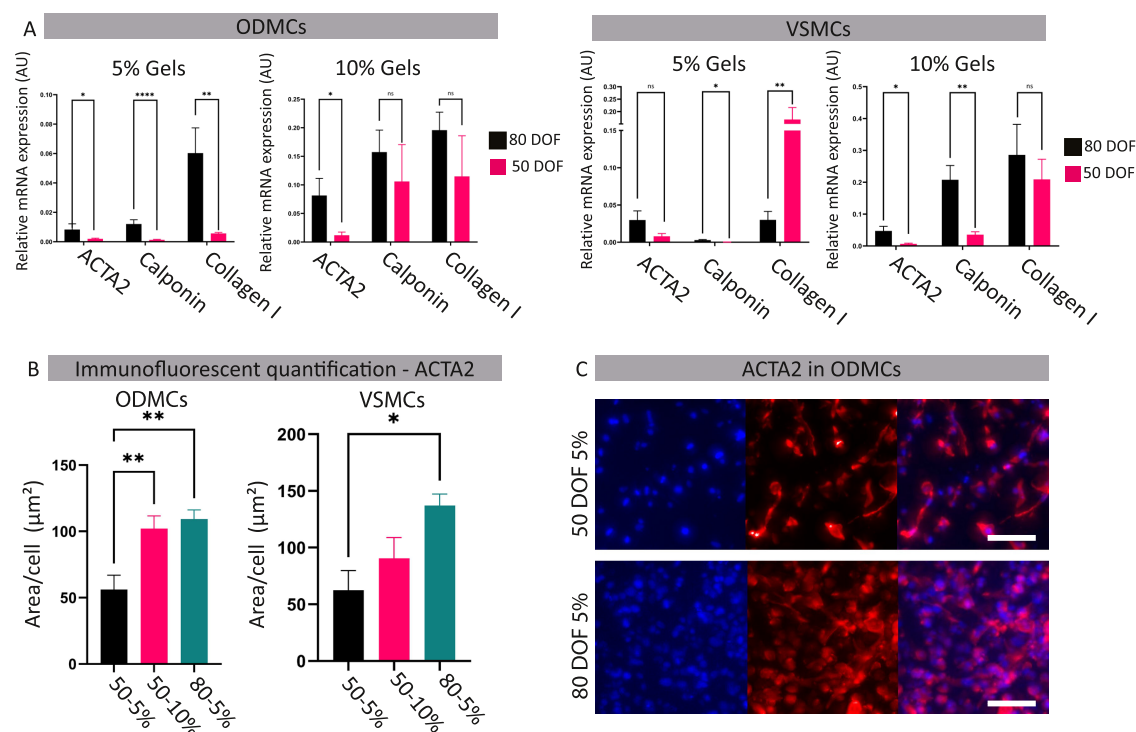 A
ODMCs
VSMCs
5% Gels
10% Gels
5% Gels
10% Gels
Relative mRNA expression (AU)
0.10
0.08
0.06
0.04
0.02
0.00
*
****
**
ACTA2
Calponin
Collagen I
Relative mRNA expression (AU)
0.25
0.20
0.15
0.10
0.05
0.00
*
ns
ns
ACTA2
Calponin
Collagen I
80 DOF
50 DOF
Relative mRNA expression (AU)
0.30
0.25
0.20
0.15
0.05
0.00
ns
*
**
ACTA2
Calponin
Collagen I
Relative mRNA expression (AU)
0.5
0.4
0.3
0.2
0.1
0.0
*
**
ns
ACTA2
Calponin
Collagen I
80 DOF
50 DOF
B
Immunofluorescent quantification - ACTA2
ODMCs
VSMCs
Area/cell (µm²)
150
100
50
0
**
**
50-5%
50-10%
80-5%
Area/cell (µm²)
200
150
100
50
0
*
50-5%
50-10%
80-5%
C
ACTA2 in ODMCs
50 DOF 5%
80 DOF 5%